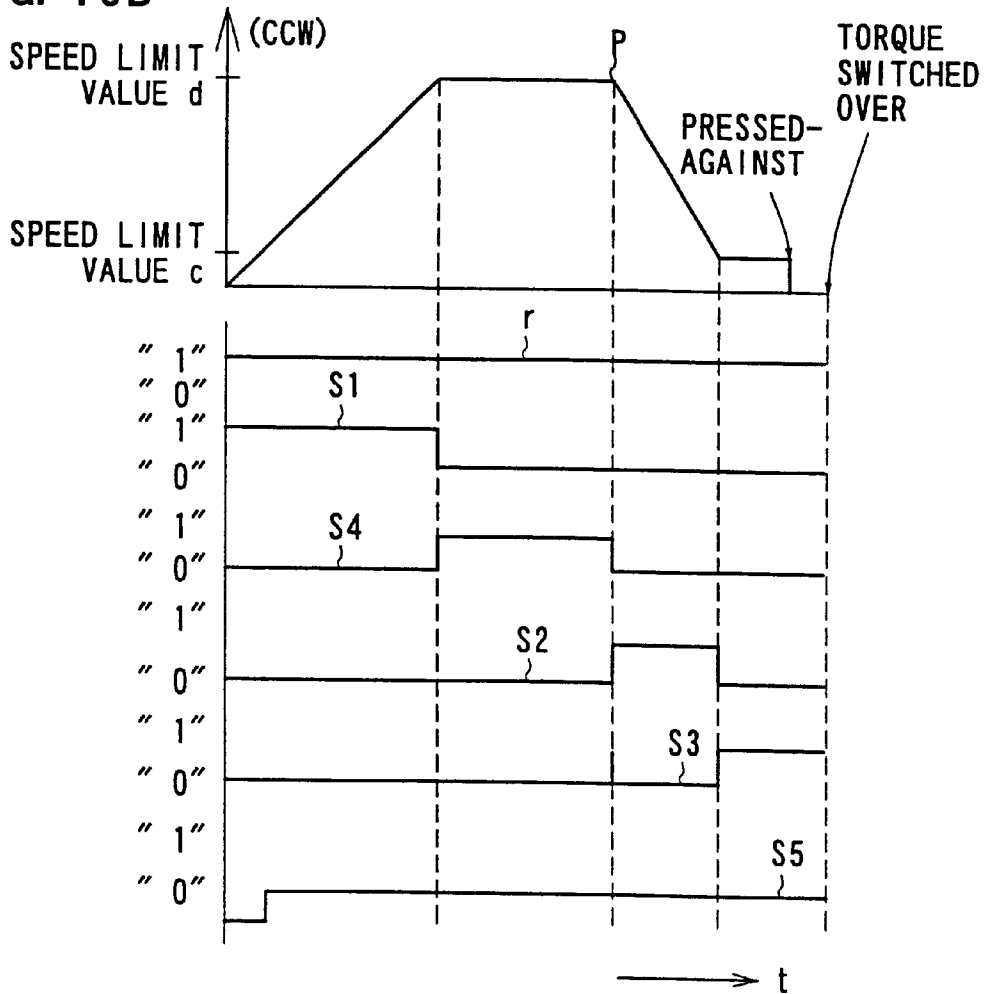 (CCW)
SPEED LIMIT
VALUE d
P
TORQUE
SWITCHED
OVER
PRESSED-
AGAINST
SPEED LIMIT
VALUE c
r
" 1"
" 0"
S1
" 1"
" 0"
" 1"
S4
" 0"
" 1"
S2
" 0"
" 1"
S3
" 0"
" 1"
S5
" 0"
t